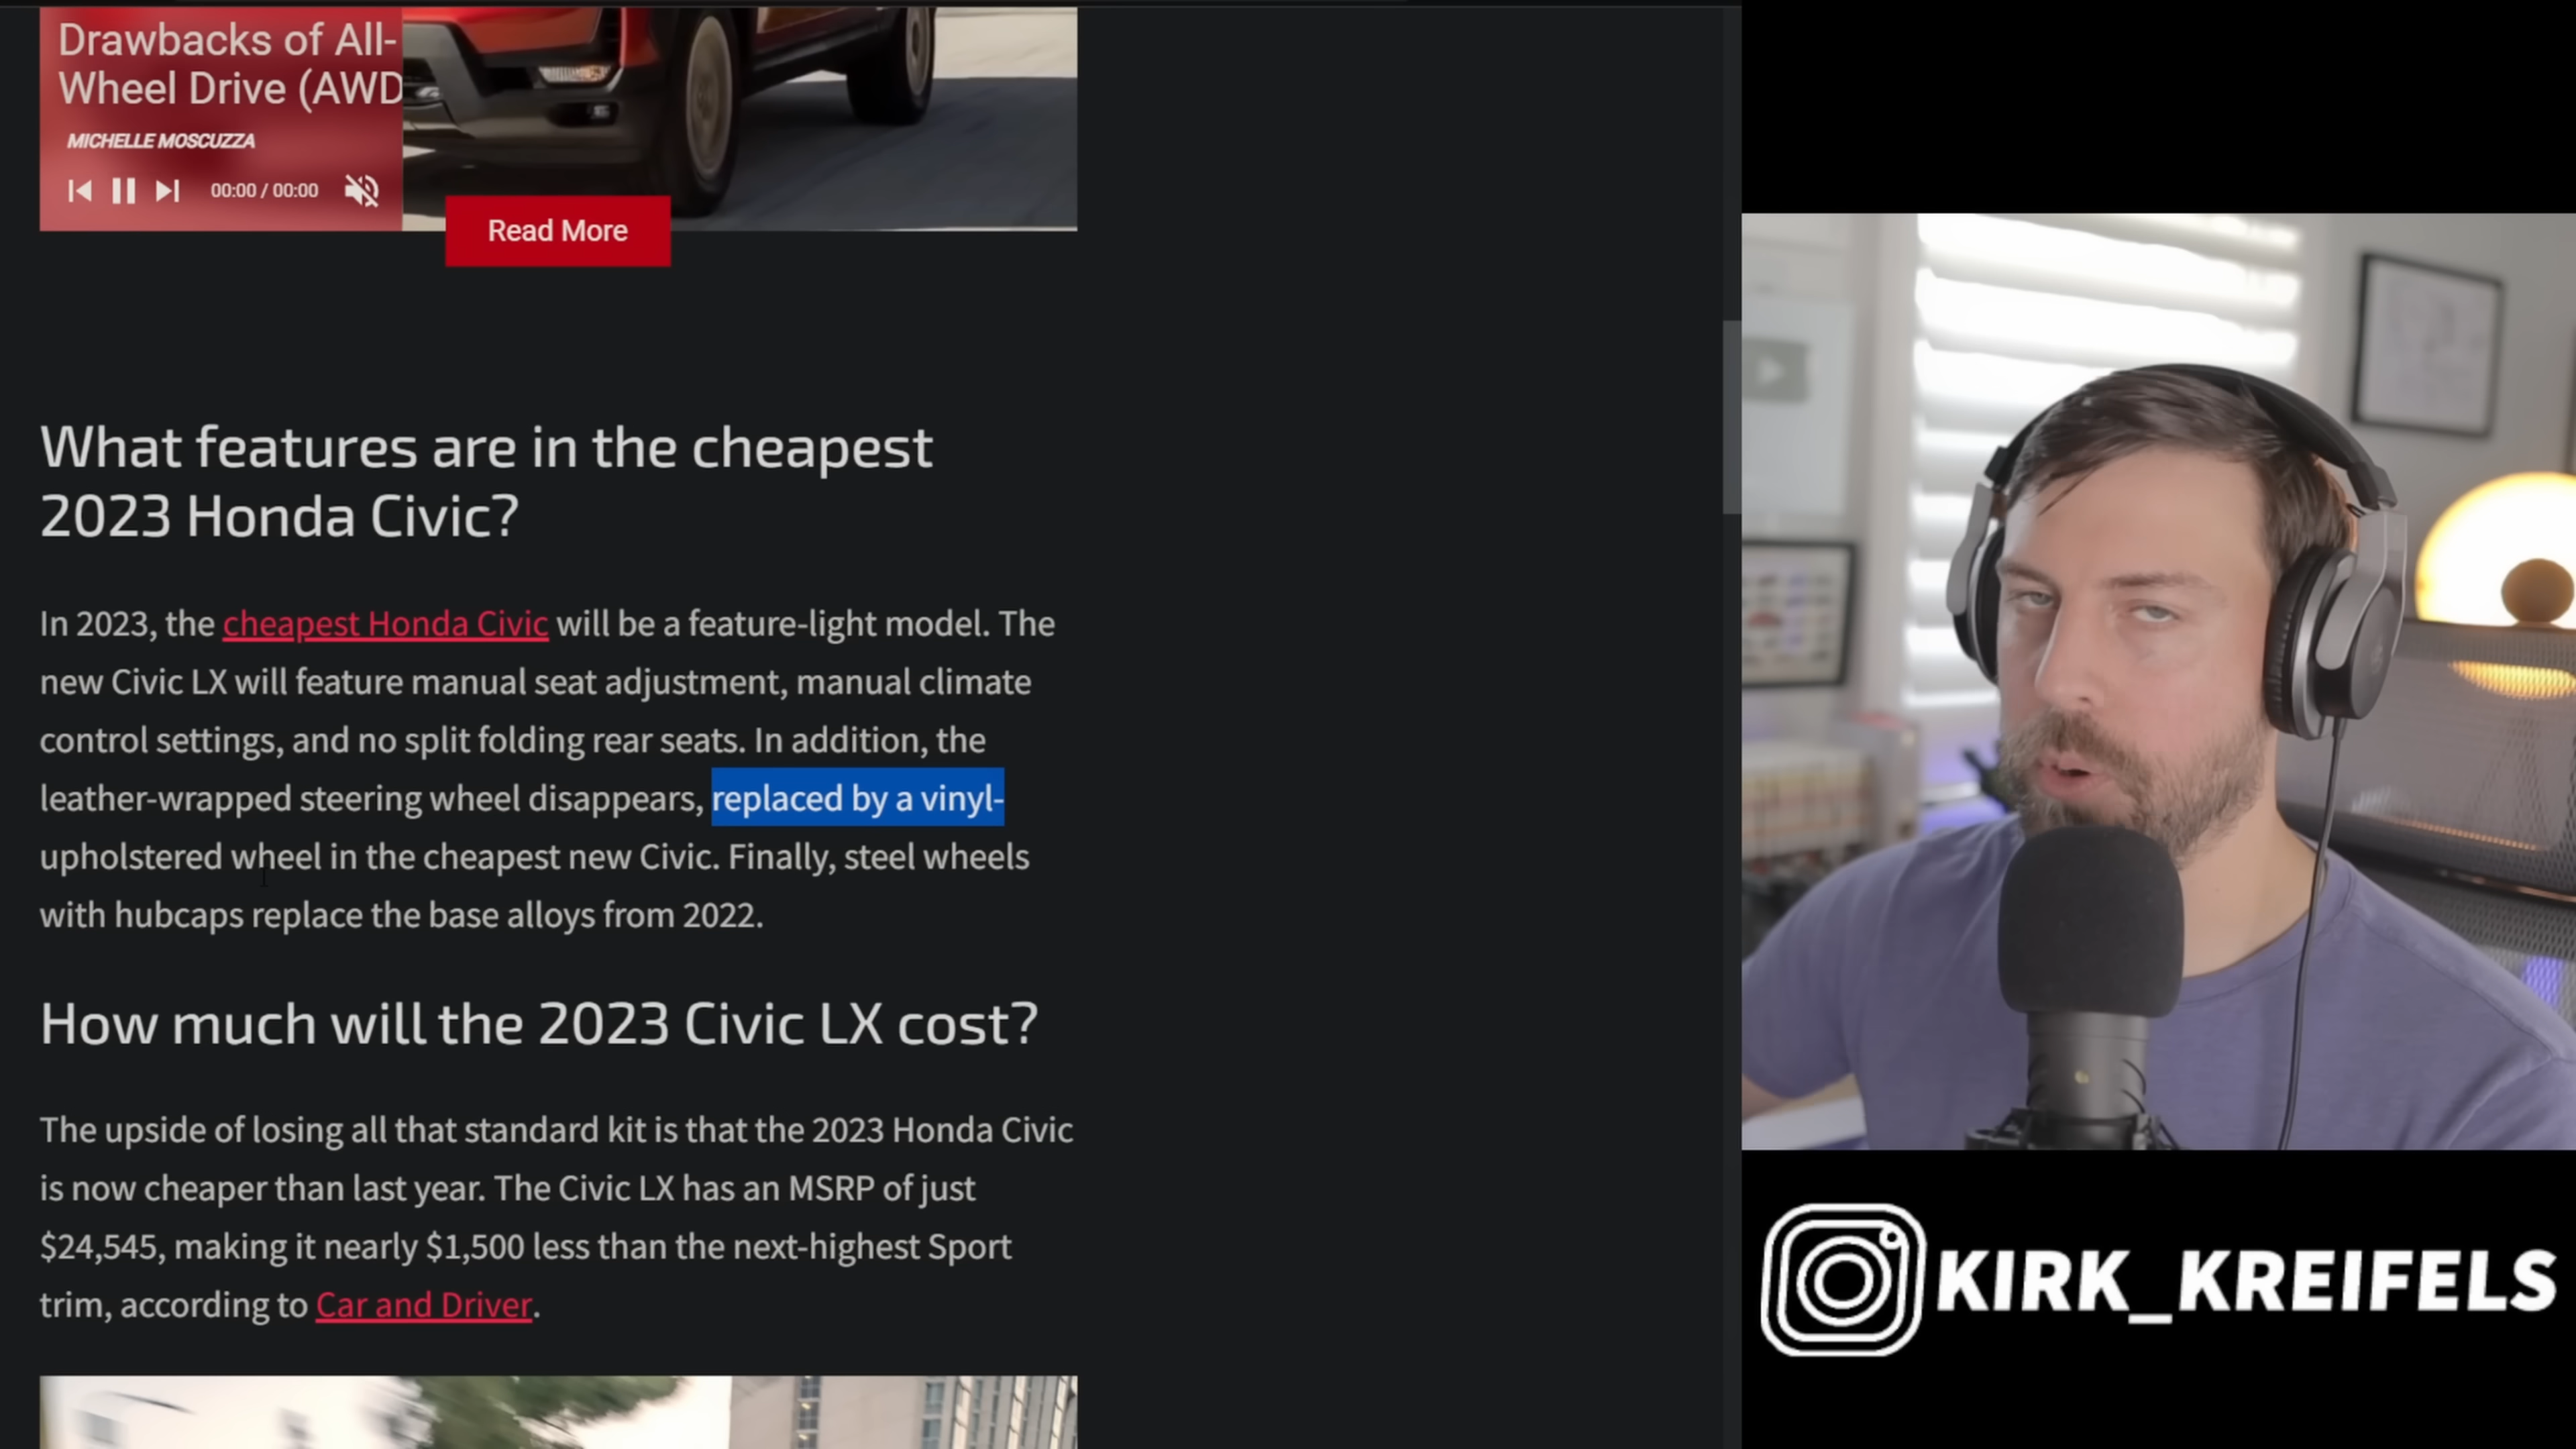 Drawbacks of All-
Wheel Drive (AWD
MICHELLE MOSCUZZA
00:00 / 00:00
Read More
What features are in the cheapest
2023 Honda Civic?
In 2023, the cheapest Honda Civic will be a feature-light model. The
new Civic LX will feature manual seat adjustment, manual climate
control settings, and no split folding rear seats. In addition, the
leather-wrapped steering wheel disappears, replaced by a vinyl-
upholstered wheel in the cheapest new Civic. Finally, steel wheels
with hubcaps replace the base alloys from 2022.
How much will the 2023 Civic LX cost?
The upside of losing all that standard kit is that the 2023 Honda Civic
is now cheaper than last year. The Civic LX has an MSRP of just
$24,545, making it nearly $1,500 less than the next-highest Sport
trim, according to Car and Driver.
KIRK_KREIFELS